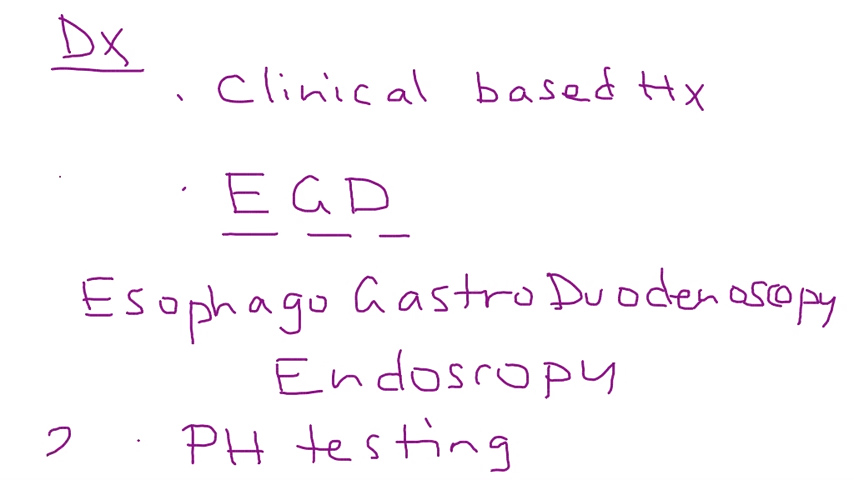 Dx
. Clinical based Hx
. EGD
EsophagoGastroDuodenoscopy
Endoscopy
. PH testing